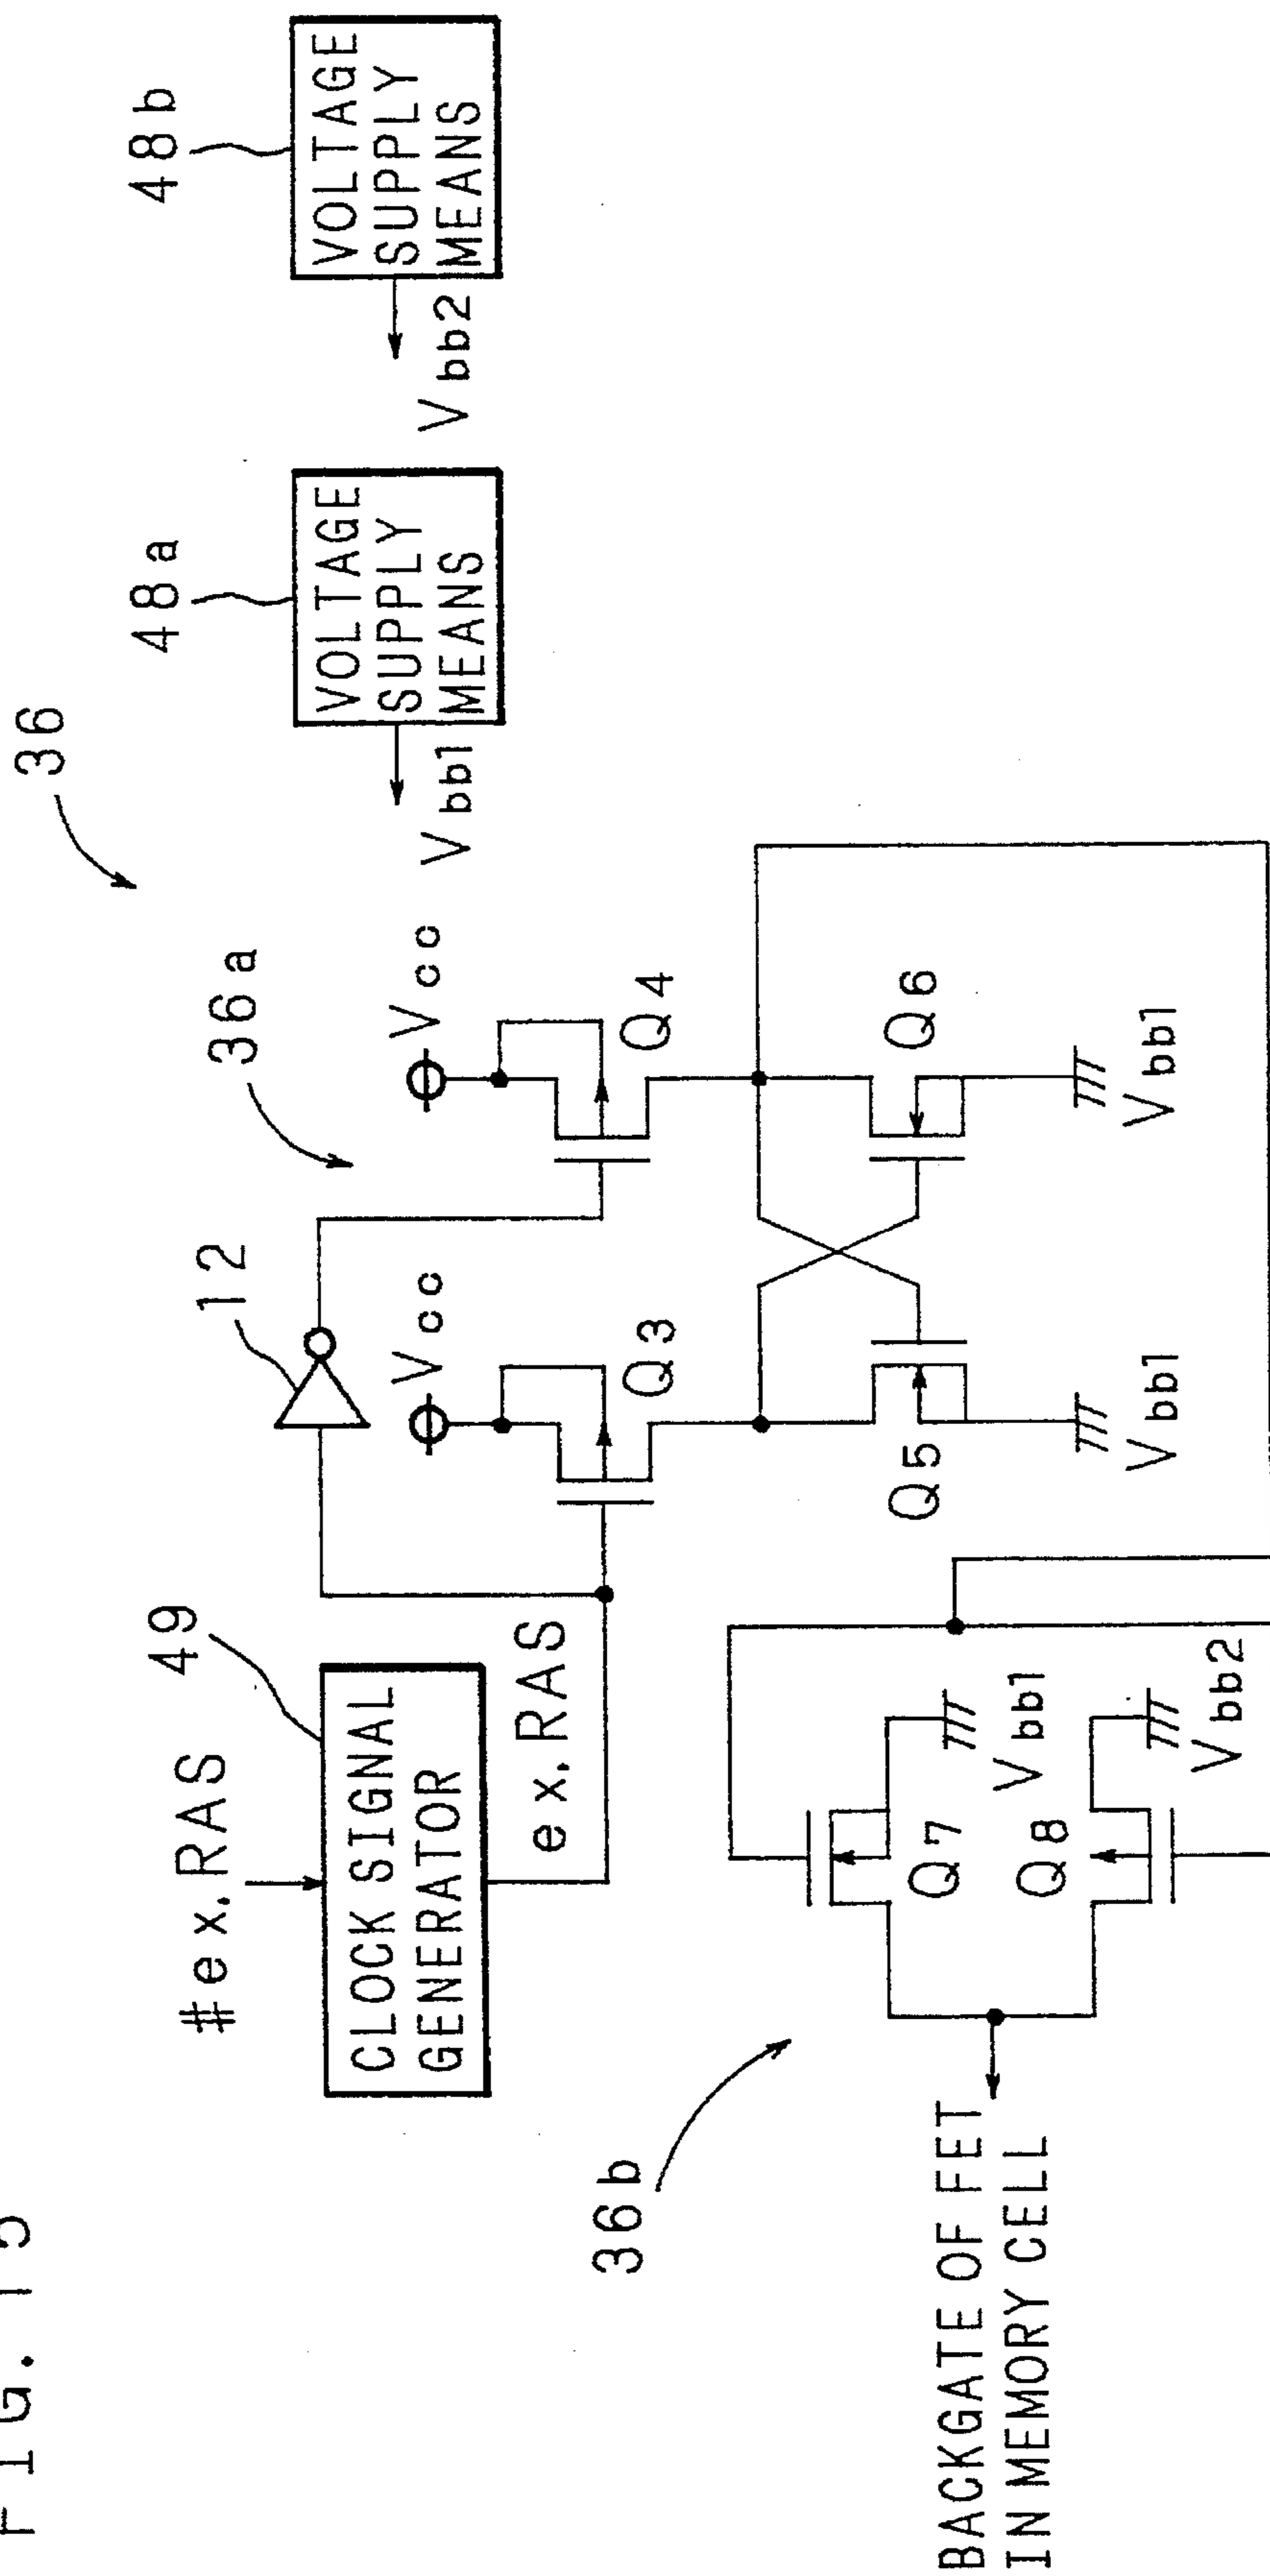 FIG. 15
36
48a
48b
VOLTAGE
SUPPLY
MEANS
VOLTAGE
SUPPLY
MEANS
Vbb1
Vbb2
36a
12
Vcc
Vcc
#ex.RAS
49
CLOCK SIGNAL
GENERATOR
ex.RAS
Q3
Q4
Q5
Q6
Vbb1
Vbb1
36b
Q7
Vbb1
Q8
Vbb2
BACKGATE OF FET
IN MEMORY CELL